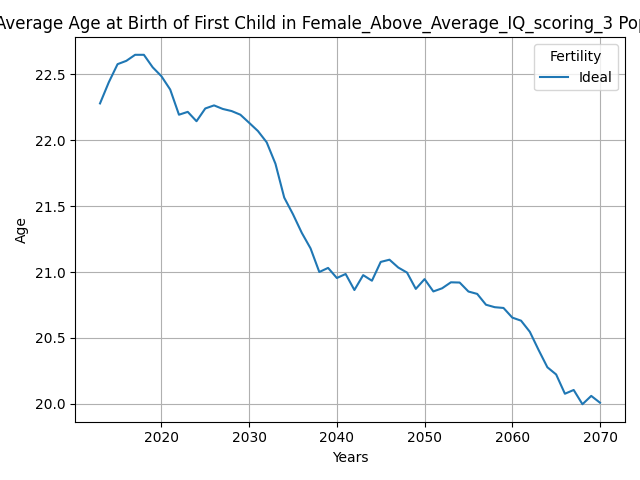 Average Age at Birth of First Child in Female_Above_Average_IQ_scoring_3
Fertility
Ideal
22.5
22.0
21.5
21.0
20.5
20.0
Age
2020 2030 2040 2050 2060 2070
Years